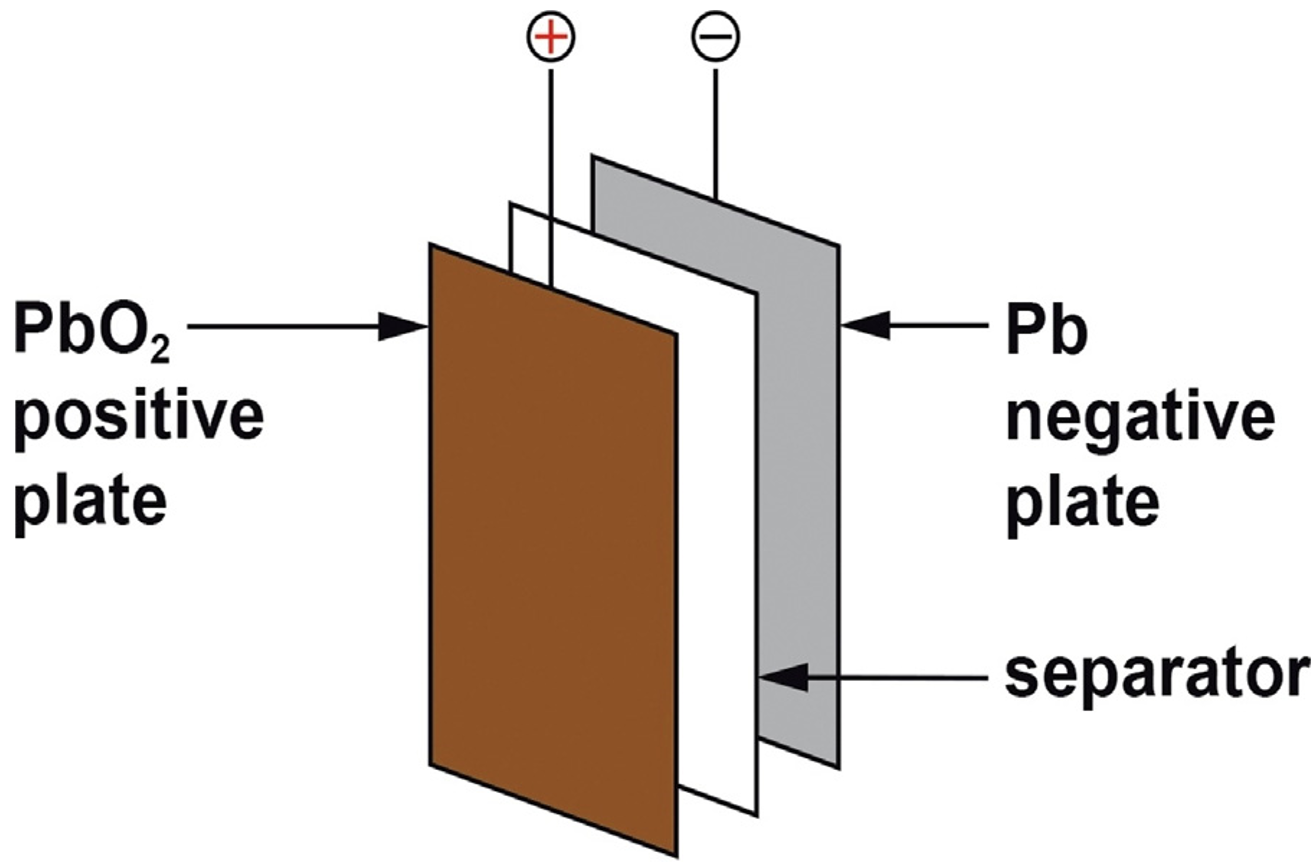 +
−
PbO₂
positive
plate
Pb
negative
plate
separator